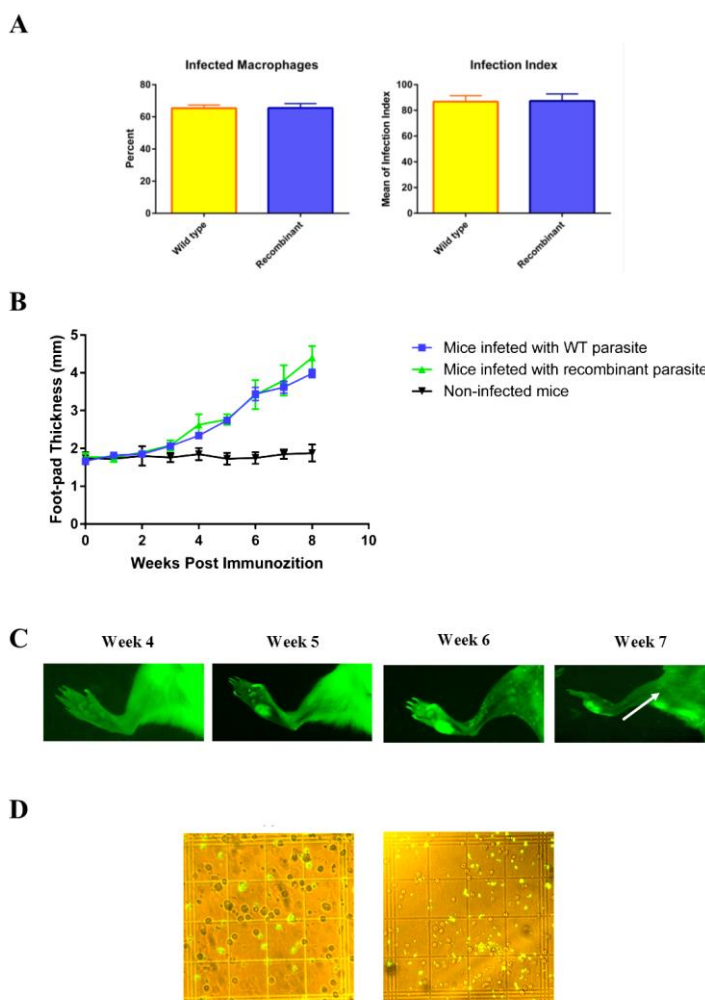 A
Infected Macrophages
80
60
40
20
0
Percent
Wild type
Recombinant
Infection Index
100
80
60
40
20
0
Mean of Infection Index
Wild type
Recombinant
B
5
4
3
2
1
0
Foot-pad Thickness (mm)
0 2 4 6 8 10
Weeks Post Immunozition
Mice infeted with WT parasite
Mice infeted with recombinant parasite
Non-infected mice
C
Week 4
Week 5
Week 6
Week 7
D